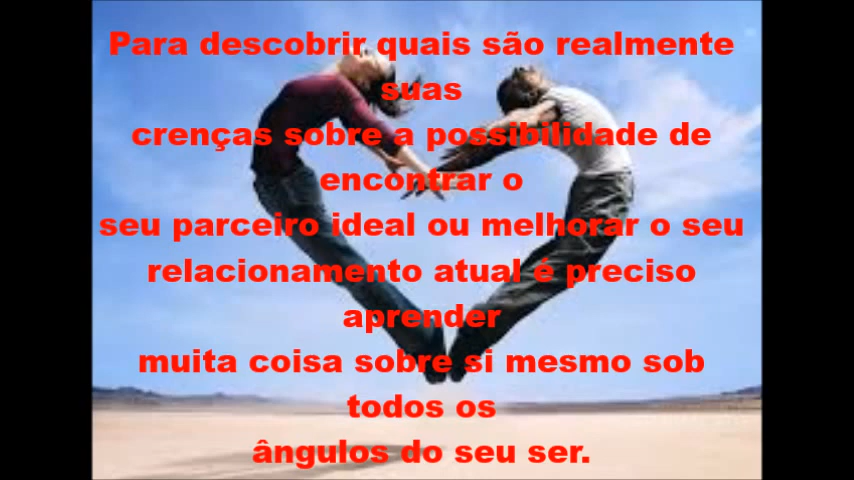 Para descobrir quais são realmente
suas
crenças sobre a possibilidade de
encontrar o
seu parceiro ideal ou melhorar o seu
relacionamento atual é preciso
aprender
muita coisa sobre si mesmo sob
todos os
ângulos do seu ser.